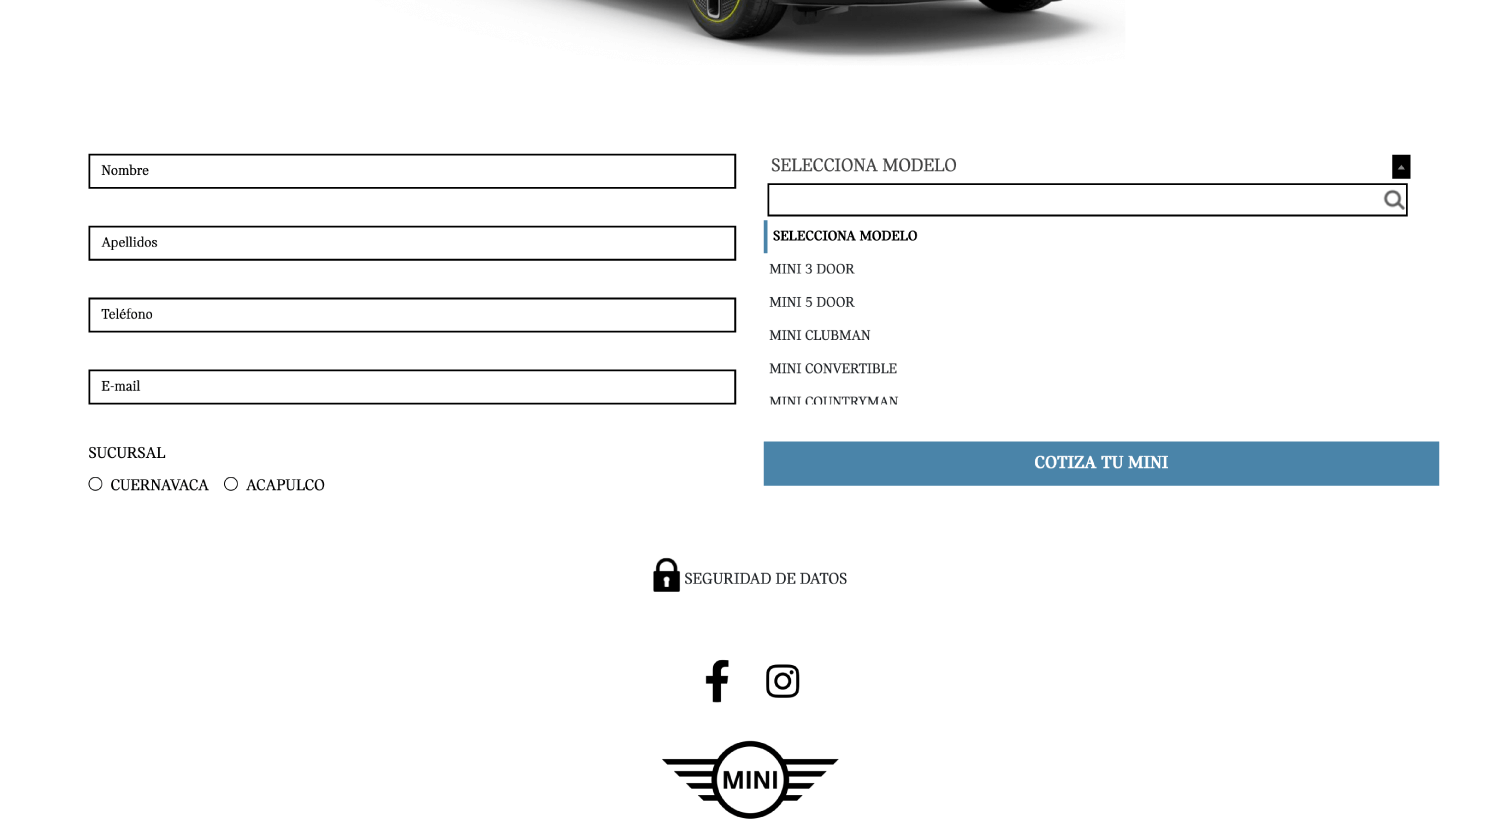 Nombre
Apellidos
Teléfono
E-mail
SUCURSAL
CUERNAVACA
ACAPULCO
SELECCIONA MODELO
SELECCIONA MODELO
MINI 3 DOOR
MINI 5 DOOR
MINI CLUBMAN
MINI CONVERTIBLE
MINI COUNTRYMAN
COTIZA TU MINI
SEGURIDAD DE DATOS
MINI